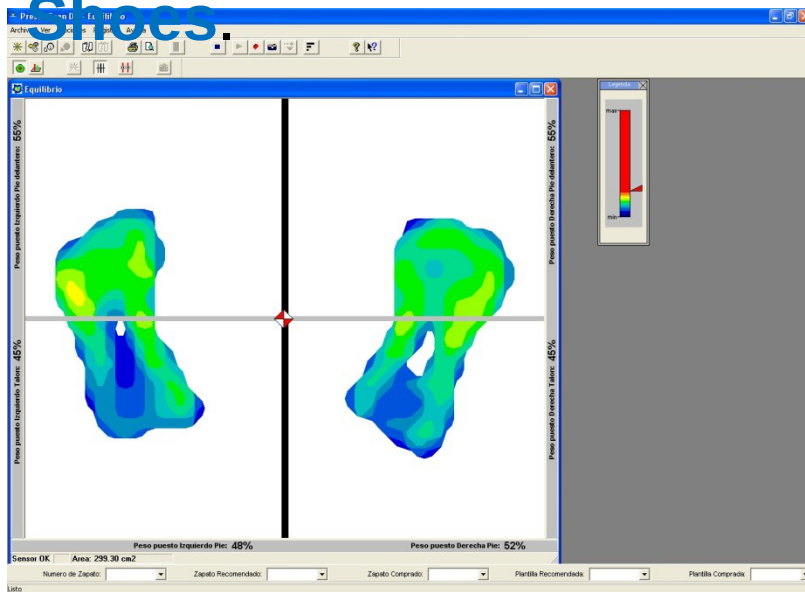 Shoes.
Equilibrio
Archivo Ver
Equilibrio
Legenda
max
min
Peso puesto Izquierdo Pie delantero: 55%
Peso puesto Izquierdo Talon: 45%
Peso puesto Derecha Pie delantero: 55%
Peso puesto Derecha Talon: 45%
Peso puesto Izquierdo Pie: 48%
Peso puesto Derecha Pie: 52%
Sensor OK Area: 299.30 cm2
Numero de Zapato: Zapato Recomendado: Zapato Comprado: Plantilla Recomendada: Plantilla Comprada:
Listo